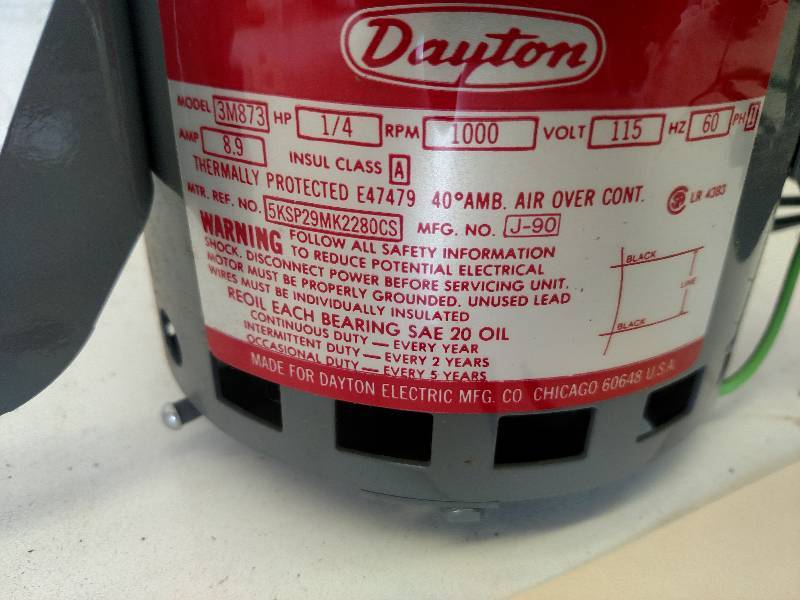 Dayton
MODEL 3M873 HP 1/4 RPM 1000 VOLT 115 HZ 60 PH 1
AMP 8.9 INSUL CLASS A
THERMALLY PROTECTED E47479 40°AMB. AIR OVER CONT. LR 4383
MTR. REF. NO. 5KSP29MK2280CS MFG. NO. J-90
WARNING FOLLOW ALL SAFETY INFORMATION
TO REDUCE POTENTIAL ELECTRICAL
SHOCK. DISCONNECT POWER BEFORE SERVICING UNIT.
MOTOR MUST BE PROPERLY GROUNDED. UNUSED LEAD
WIRES MUST BE INDIVIDUALLY INSULATED
REOIL EACH BEARING SAE 20 OIL
CONTINUOUS DUTY — EVERY YEAR
INTERMITTENT DUTY — EVERY 2 YEARS
OCCASIONAL DUTY — EVERY 5 YEARS
BLACK
LINE
BLACK
MADE FOR DAYTON ELECTRIC MFG. CO CHICAGO 60648 U.S.A.